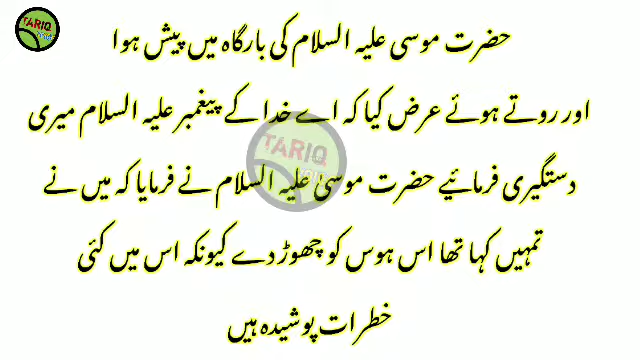 TARIQ
حضرت موسی علیہ السلام کی بارگاہ میں پیش ہوا
اور روتے ہوئے عرض کیا کہ اے خدا کے پیغمبر علیہ السلام میری
TARIQ
دستگیری فرمائیے حضرت موسیٰ علیہ السلام نے فرمایا کہ میں نے
تمہیں کہا تھا اس ہوس کو چھوڑ دے کیونکہ اس میں کئی
خطرات پوشیدہ ہیں